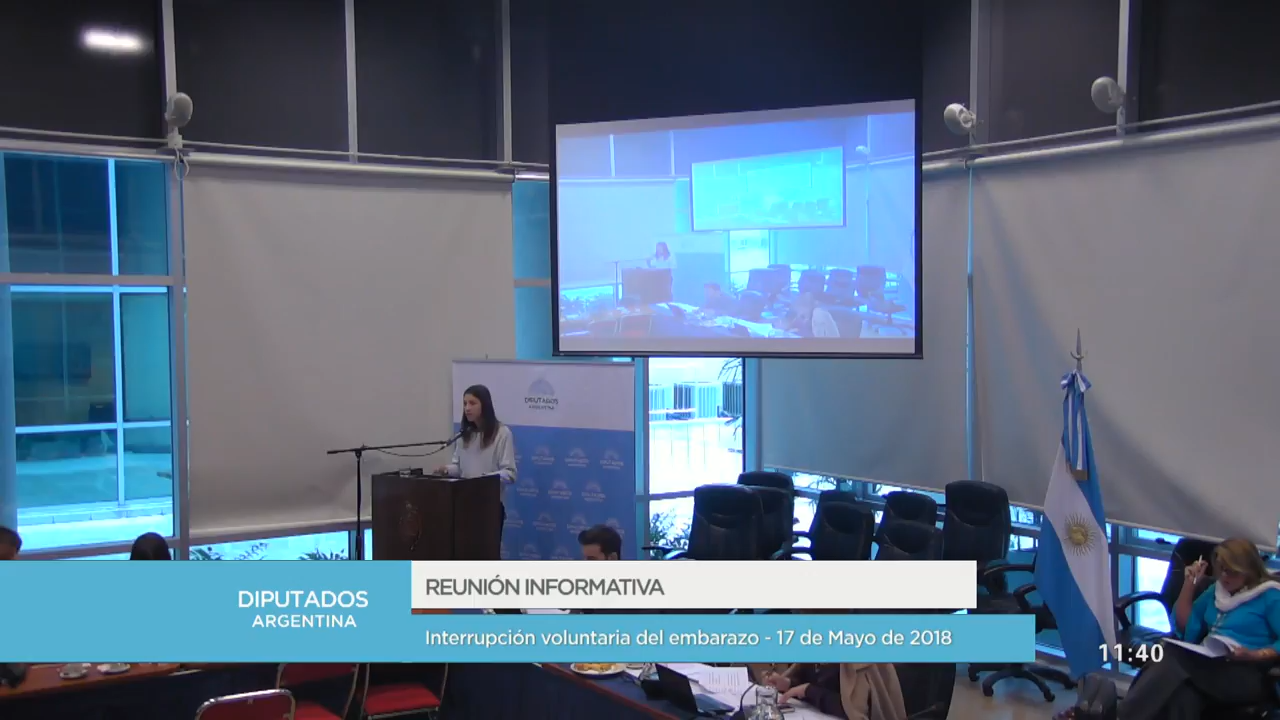 DIPUTADOS
ARGENTINA
DIPUTADOS
ARGENTINA
REUNIÓN INFORMATIVA
Interrupción voluntaria del embarazo - 17 de Mayo de 2018
11:40